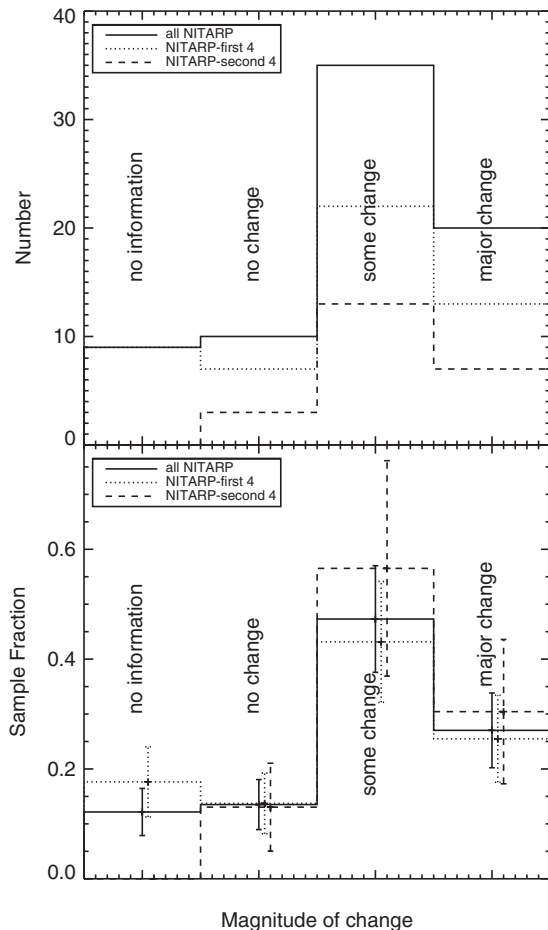 40
30
20
10
0
Number
all NITARP
NITARP-first 4
NITARP-second 4
no information
no change
some change
major change
0.6
0.4
0.2
0.0
Sample Fraction
all NITARP
NITARP-first 4
NITARP-second 4
no information
no change
some change
major change
Magnitude of change